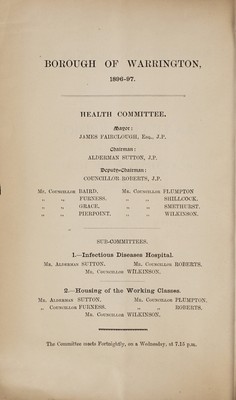 BOROUGH OF WARRINGTON,
1896-97.
HEALTH COMMITTEE.
Mayor:
JAMES FAIRCLOUGH, Esq., J.P.
Chairman:
ALDERMAN SUTTON, J.P.
Deputy-Chairman:
COUNCILLOR ROBERTS, J.P.
Mr. Councillor BAIRD. Mr. Councillor PLUMPTON
„ „ FURNESS. „ „ SHILLCOCK.
„ „ GRACE. „ „ SMETHURST.
„ „ PIERPOINT. „ „ WILKINSON.
SUB-COMMITTEES.
1.—Infectious Diseases Hospital.
Mr. Alderman SUTTON. Mr. Councillor ROBERTS.
Mr. Councillor WILKINSON.
2.—Housing of the Working Classes.
Mr. Alderman SUTTON. Mr. Councillor PLUMPTON.
„ Councillor FURNESS. „ „ ROBERTS.
Mr. Councillor WILKINSON.
The Committee meets Fortnightly, on a Wednesday, at 7.15 p.m.